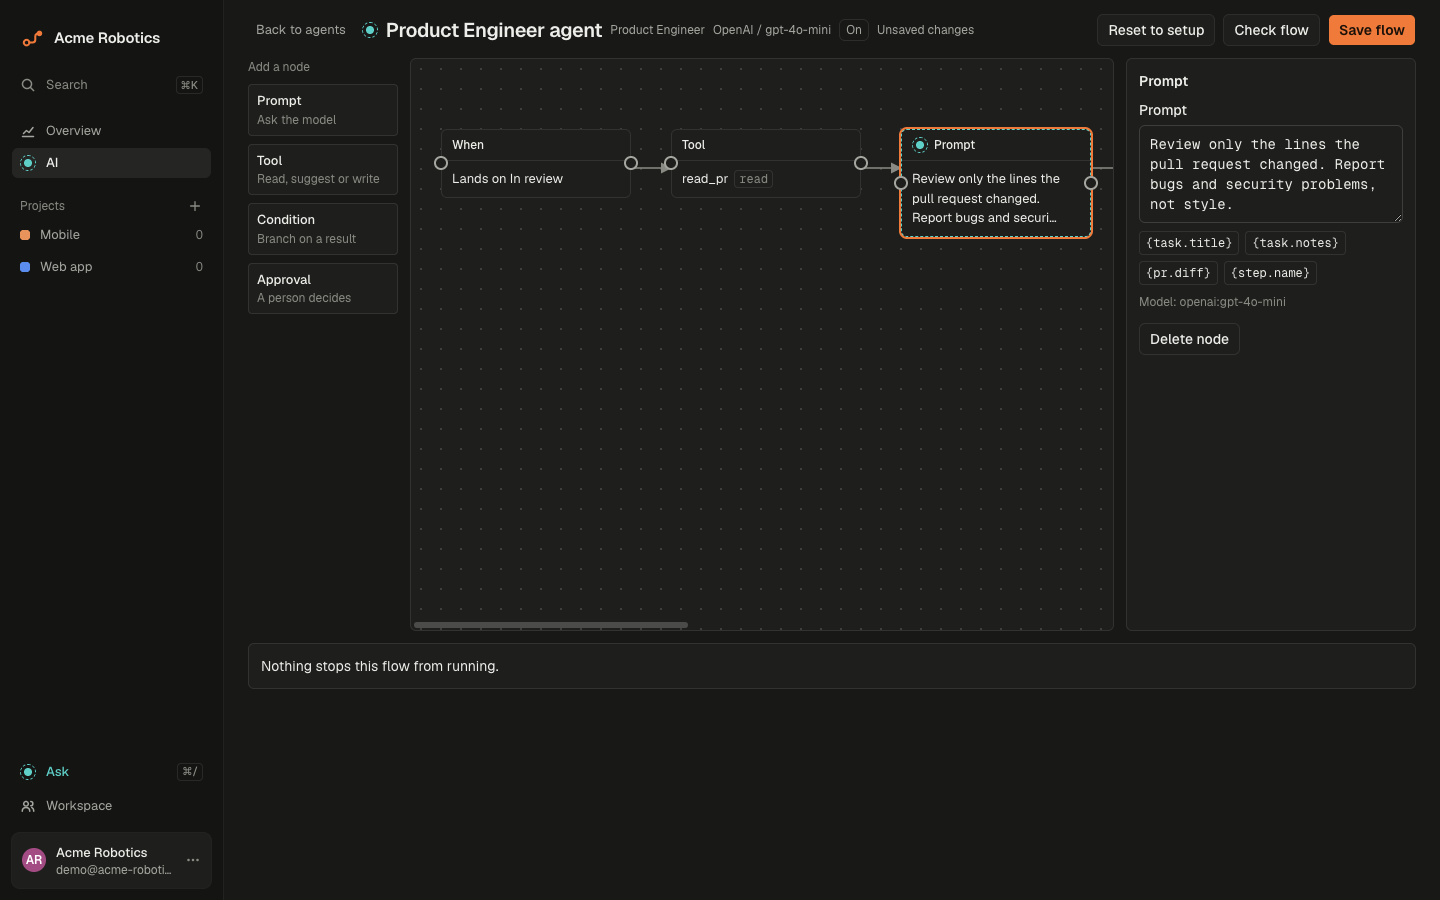 Acme Robotics
Search ⌘K
Overview
AI
Projects
Mobile 0
Web app 0
Ask ⌘/
Workspace
AR
Acme Robotics
demo@acme-roboti...
Back to agents
Product Engineer agent
Product Engineer
OpenAI / gpt-4o-mini
On
Unsaved changes
Reset to setup
Check flow
Save flow
Add a node
Prompt
Ask the model
Tool
Read, suggest or write
Condition
Branch on a result
Approval
A person decides
When
Lands on In review
Tool
read_pr read
Prompt
Review only the lines the
pull request changed.
Report bugs and securi...
Prompt
Prompt
Review only the lines the
pull request changed. Report
bugs and security problems,
not style.
{task.title} {task.notes}
{pr.diff} {step.name}
Model: openai:gpt-4o-mini
Delete node
Nothing stops this flow from running.